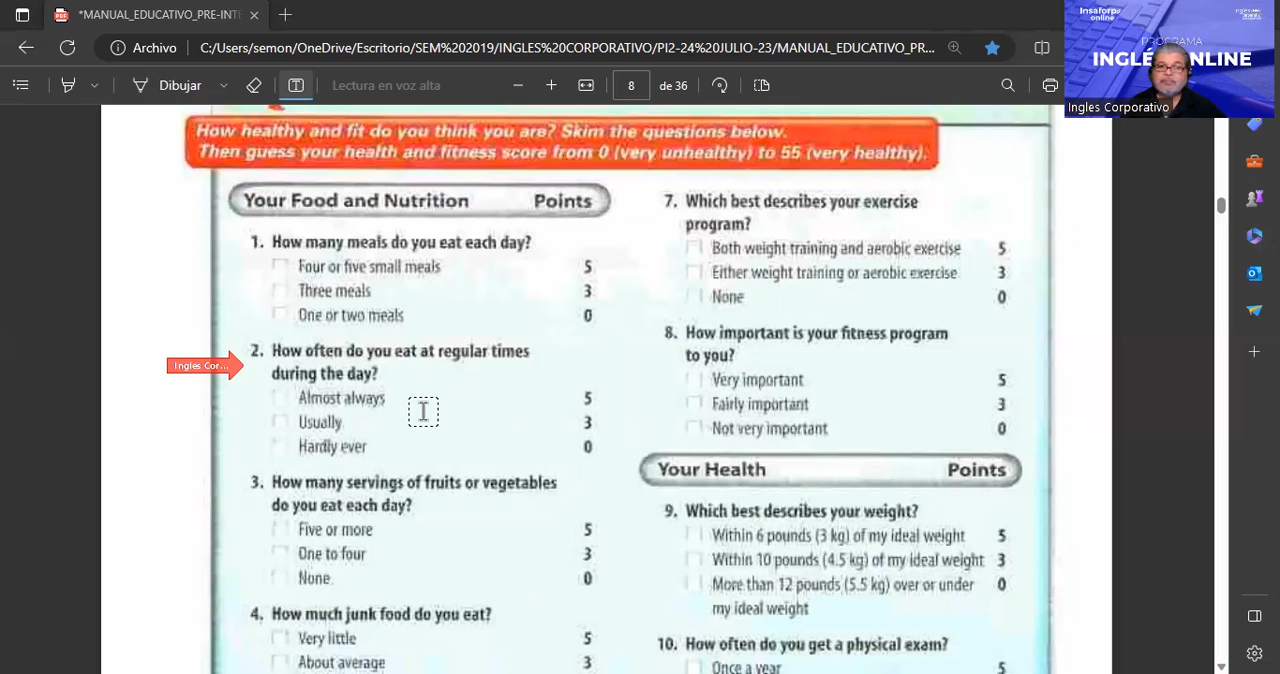 *MANUAL_EDUCATIVO_PRE-INTE
Archivo
C:/Users/semon/OneDrive/Escritorio/SEM%202019/INGLES%20CORPORATIVO/PI2-24%20JULIO-23/MANUAL_EDUCATIVO_PR...
Dibujar
Lectura en voz alta
8
de 36
Insaforp
online
PROGRAMA
INGLÉS ONLINE
Ingles Corporativo
How healthy and fit do you think you are? Skim the questions below.
Then guess your health and fitness score from 0 (very unhealthy) to 55 (very healthy).
Your Food and Nutrition Points
1. How many meals do you eat each day?
Four or five small meals 5
Three meals 3
One or two meals 0
Ingles Cor...
2. How often do you eat at regular times
during the day?
Almost always 5
Usually 3
Hardly ever 0
3. How many servings of fruits or vegetables
do you eat each day?
Five or more 5
One to four 3
None 0
4. How much junk food do you eat?
Very little 5
About average 3
7. Which best describes your exercise
program?
Both weight training and aerobic exercise 5
Either weight training or aerobic exercise 3
None 0
8. How important is your fitness program
to you?
Very important 5
Fairly important 3
Not very important 0
Your Health Points
9. Which best describes your weight?
Within 6 pounds (3 kg) of my ideal weight 5
Within 10 pounds (4.5 kg) of my ideal weight 3
More than 12 pounds (5.5 kg) over or under 0
my ideal weight
10. How often do you get a physical exam?
Once a year 5